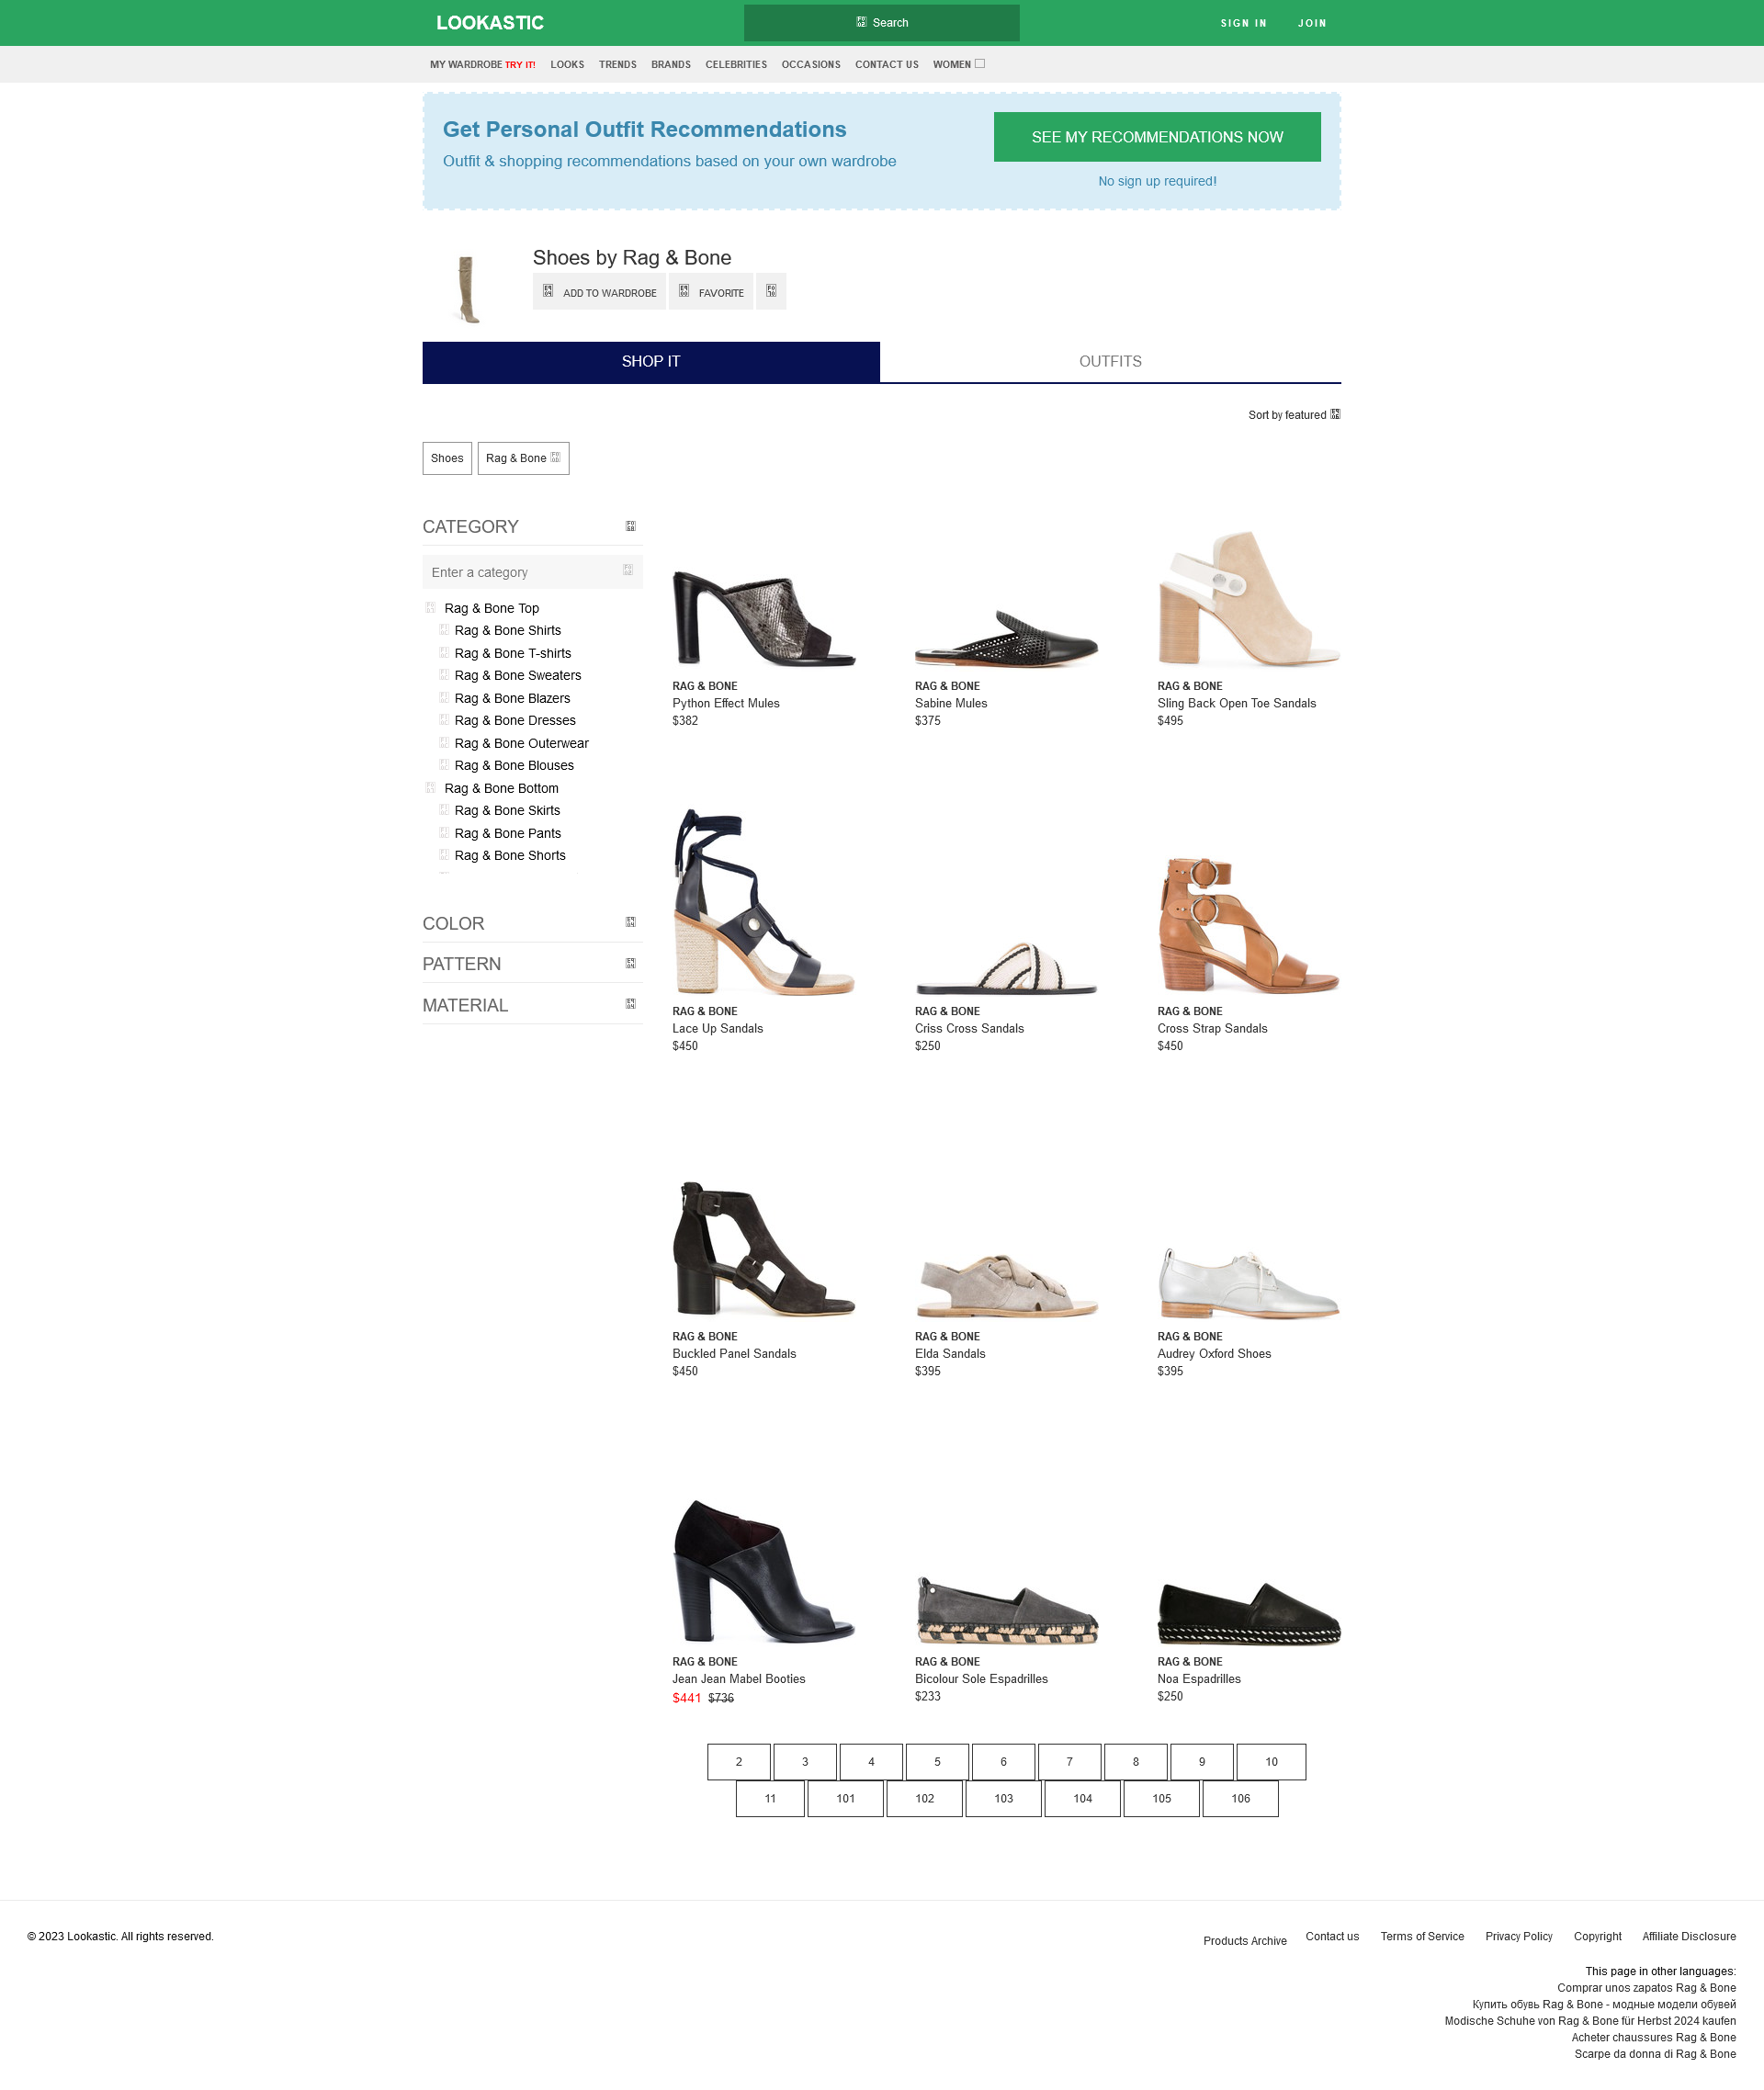 LOOKASTIC
Search
SIGN IN JOIN
MY WARDROBE TRY IT! LOOKS TRENDS BRANDS CELEBRITIES OCCASIONS CONTACT US WOMEN
Get Personal Outfit Recommendations
Outfit & shopping recommendations based on your own wardrobe
SEE MY RECOMMENDATIONS NOW
No sign up required!
Shoes by Rag & Bone
ADD TO WARDROBE FAVORITE
SHOP IT OUTFITS
Sort by featured
Shoes Rag & Bone
CATEGORY
Enter a category
Rag & Bone Top
Rag & Bone Shirts
Rag & Bone T-shirts
Rag & Bone Sweaters
Rag & Bone Blazers
Rag & Bone Dresses
Rag & Bone Outerwear
Rag & Bone Blouses
Rag & Bone Bottom
Rag & Bone Skirts
Rag & Bone Pants
Rag & Bone Shorts
COLOR
PATTERN
MATERIAL
RAG & BONE
Python Effect Mules
$382
RAG & BONE
Sabine Mules
$375
RAG & BONE
Sling Back Open Toe Sandals
$495
RAG & BONE
Lace Up Sandals
$450
RAG & BONE
Criss Cross Sandals
$250
RAG & BONE
Cross Strap Sandals
$450
RAG & BONE
Buckled Panel Sandals
$450
RAG & BONE
Elda Sandals
$395
RAG & BONE
Audrey Oxford Shoes
$395
RAG & BONE
Jean Jean Mabel Booties
$441 $736
RAG & BONE
Bicolour Sole Espadrilles
$233
RAG & BONE
Noa Espadrilles
$250
2 3 4 5 6 7 8 9 10
11 101 102 103 104 105 106
© 2023 Lookastic. All rights reserved.
Products Archive Contact us Terms of Service Privacy Policy Copyright Affiliate Disclosure
This page in other languages:
Comprar unos zapatos Rag & Bone
Купить обувь Rag & Bone - модные модели обувей
Modische Schuhe von Rag & Bone für Herbst 2024 kaufen
Acheter chaussures Rag & Bone
Scarpe da donna di Rag & Bone